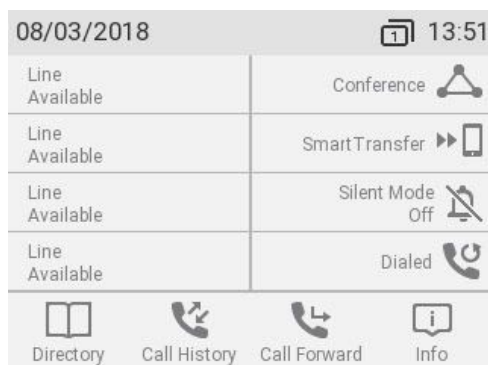 08/03/2018 1 13:51
Line
Available
Conference
Line
Available
SmartTransfer
Line
Available
Silent Mode
Off
Line
Available
Dialed
Directory Call History Call Forward Info